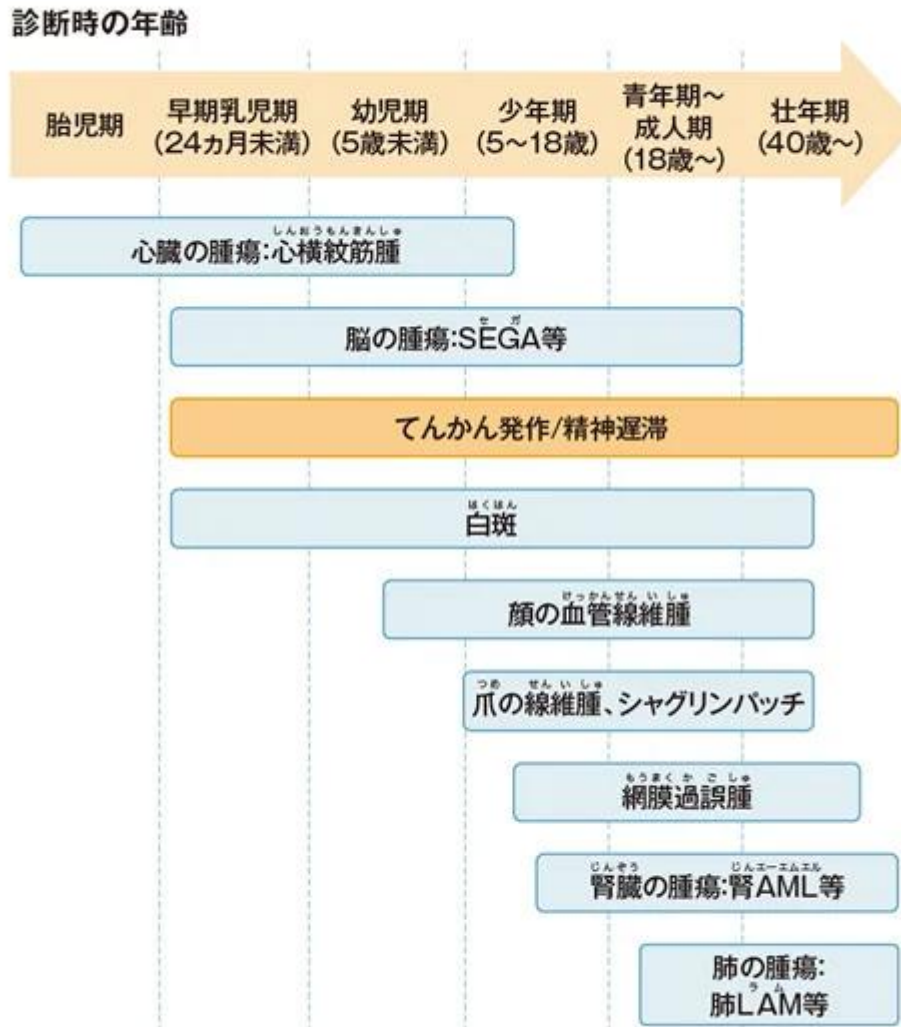 診断時の年齢
胎児期
早期乳児期
(24ヵ月未満)
幼児期
(5歳未満)
少年期
(5〜18歳)
青年期〜
成人期
(18歳〜)
壮年期
(40歳〜)
しんおうもんきんしゅ
心臓の腫瘍:心横紋筋腫
セガ
脳の腫瘍:SEGA等
てんかん発作/精神遅滞
はくはん
白斑
けっかんせんいしゅ
顔の血管線維腫
つめ せんいしゅ
爪の線維腫、シャグリンパッチ
もうまくかごしゅ
網膜過誤腫
じんぞう じんエーエムエル
腎臓の腫瘍:腎AML等
肺の腫瘍:
ラム
肺LAM等